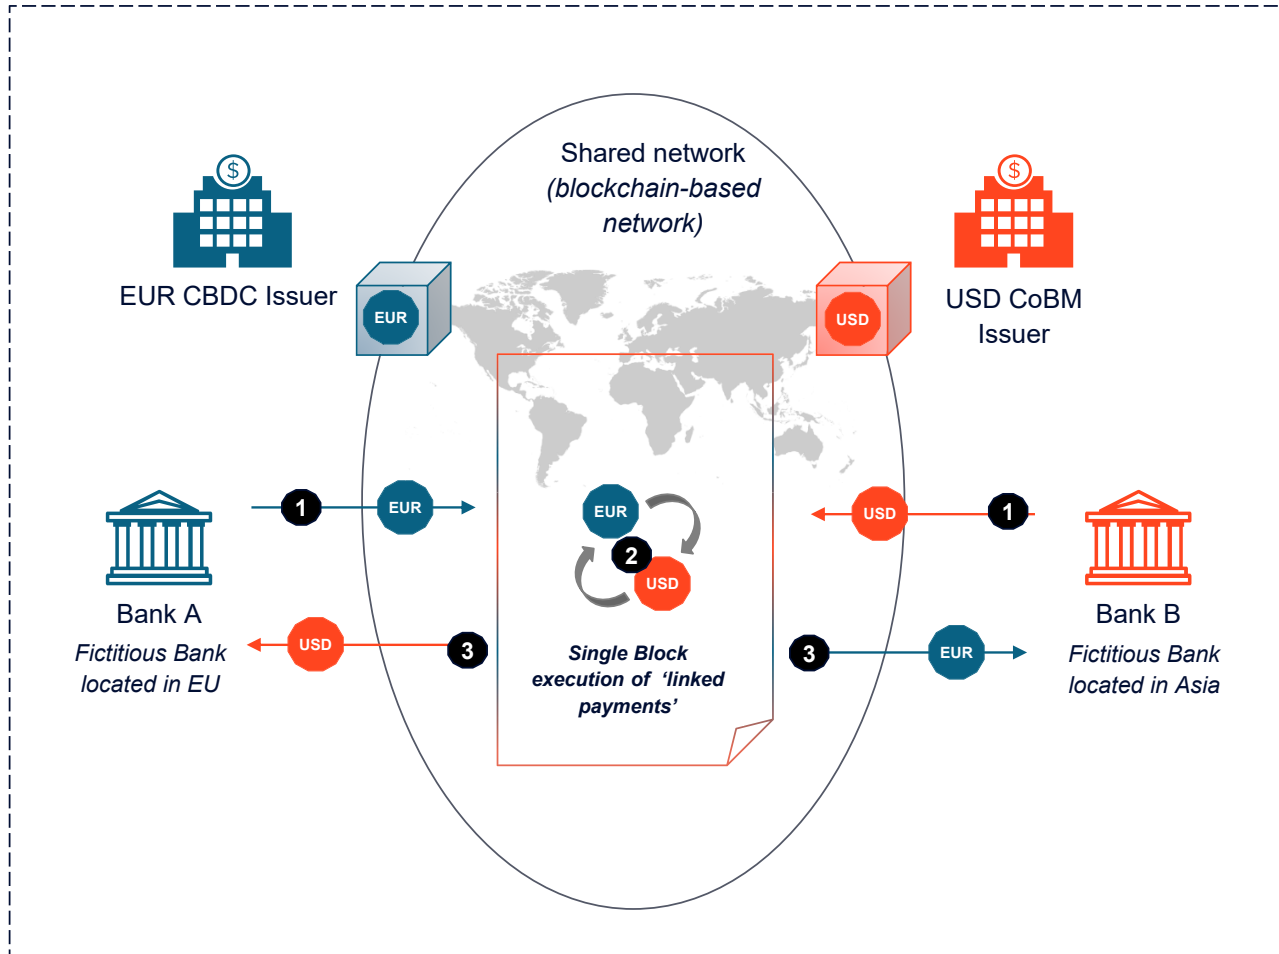 Shared network
(blockchain-based
network)
$
EUR CBDC Issuer
$
USD CoBM
Issuer
EUR
USD
1
EUR
USD
1
EUR
2
USD
Bank A
Fictitious Bank
located in EU
USD
3
Single Block
execution of ‘linked
payments’
3
EUR
Bank B
Fictitious Bank
located in Asia